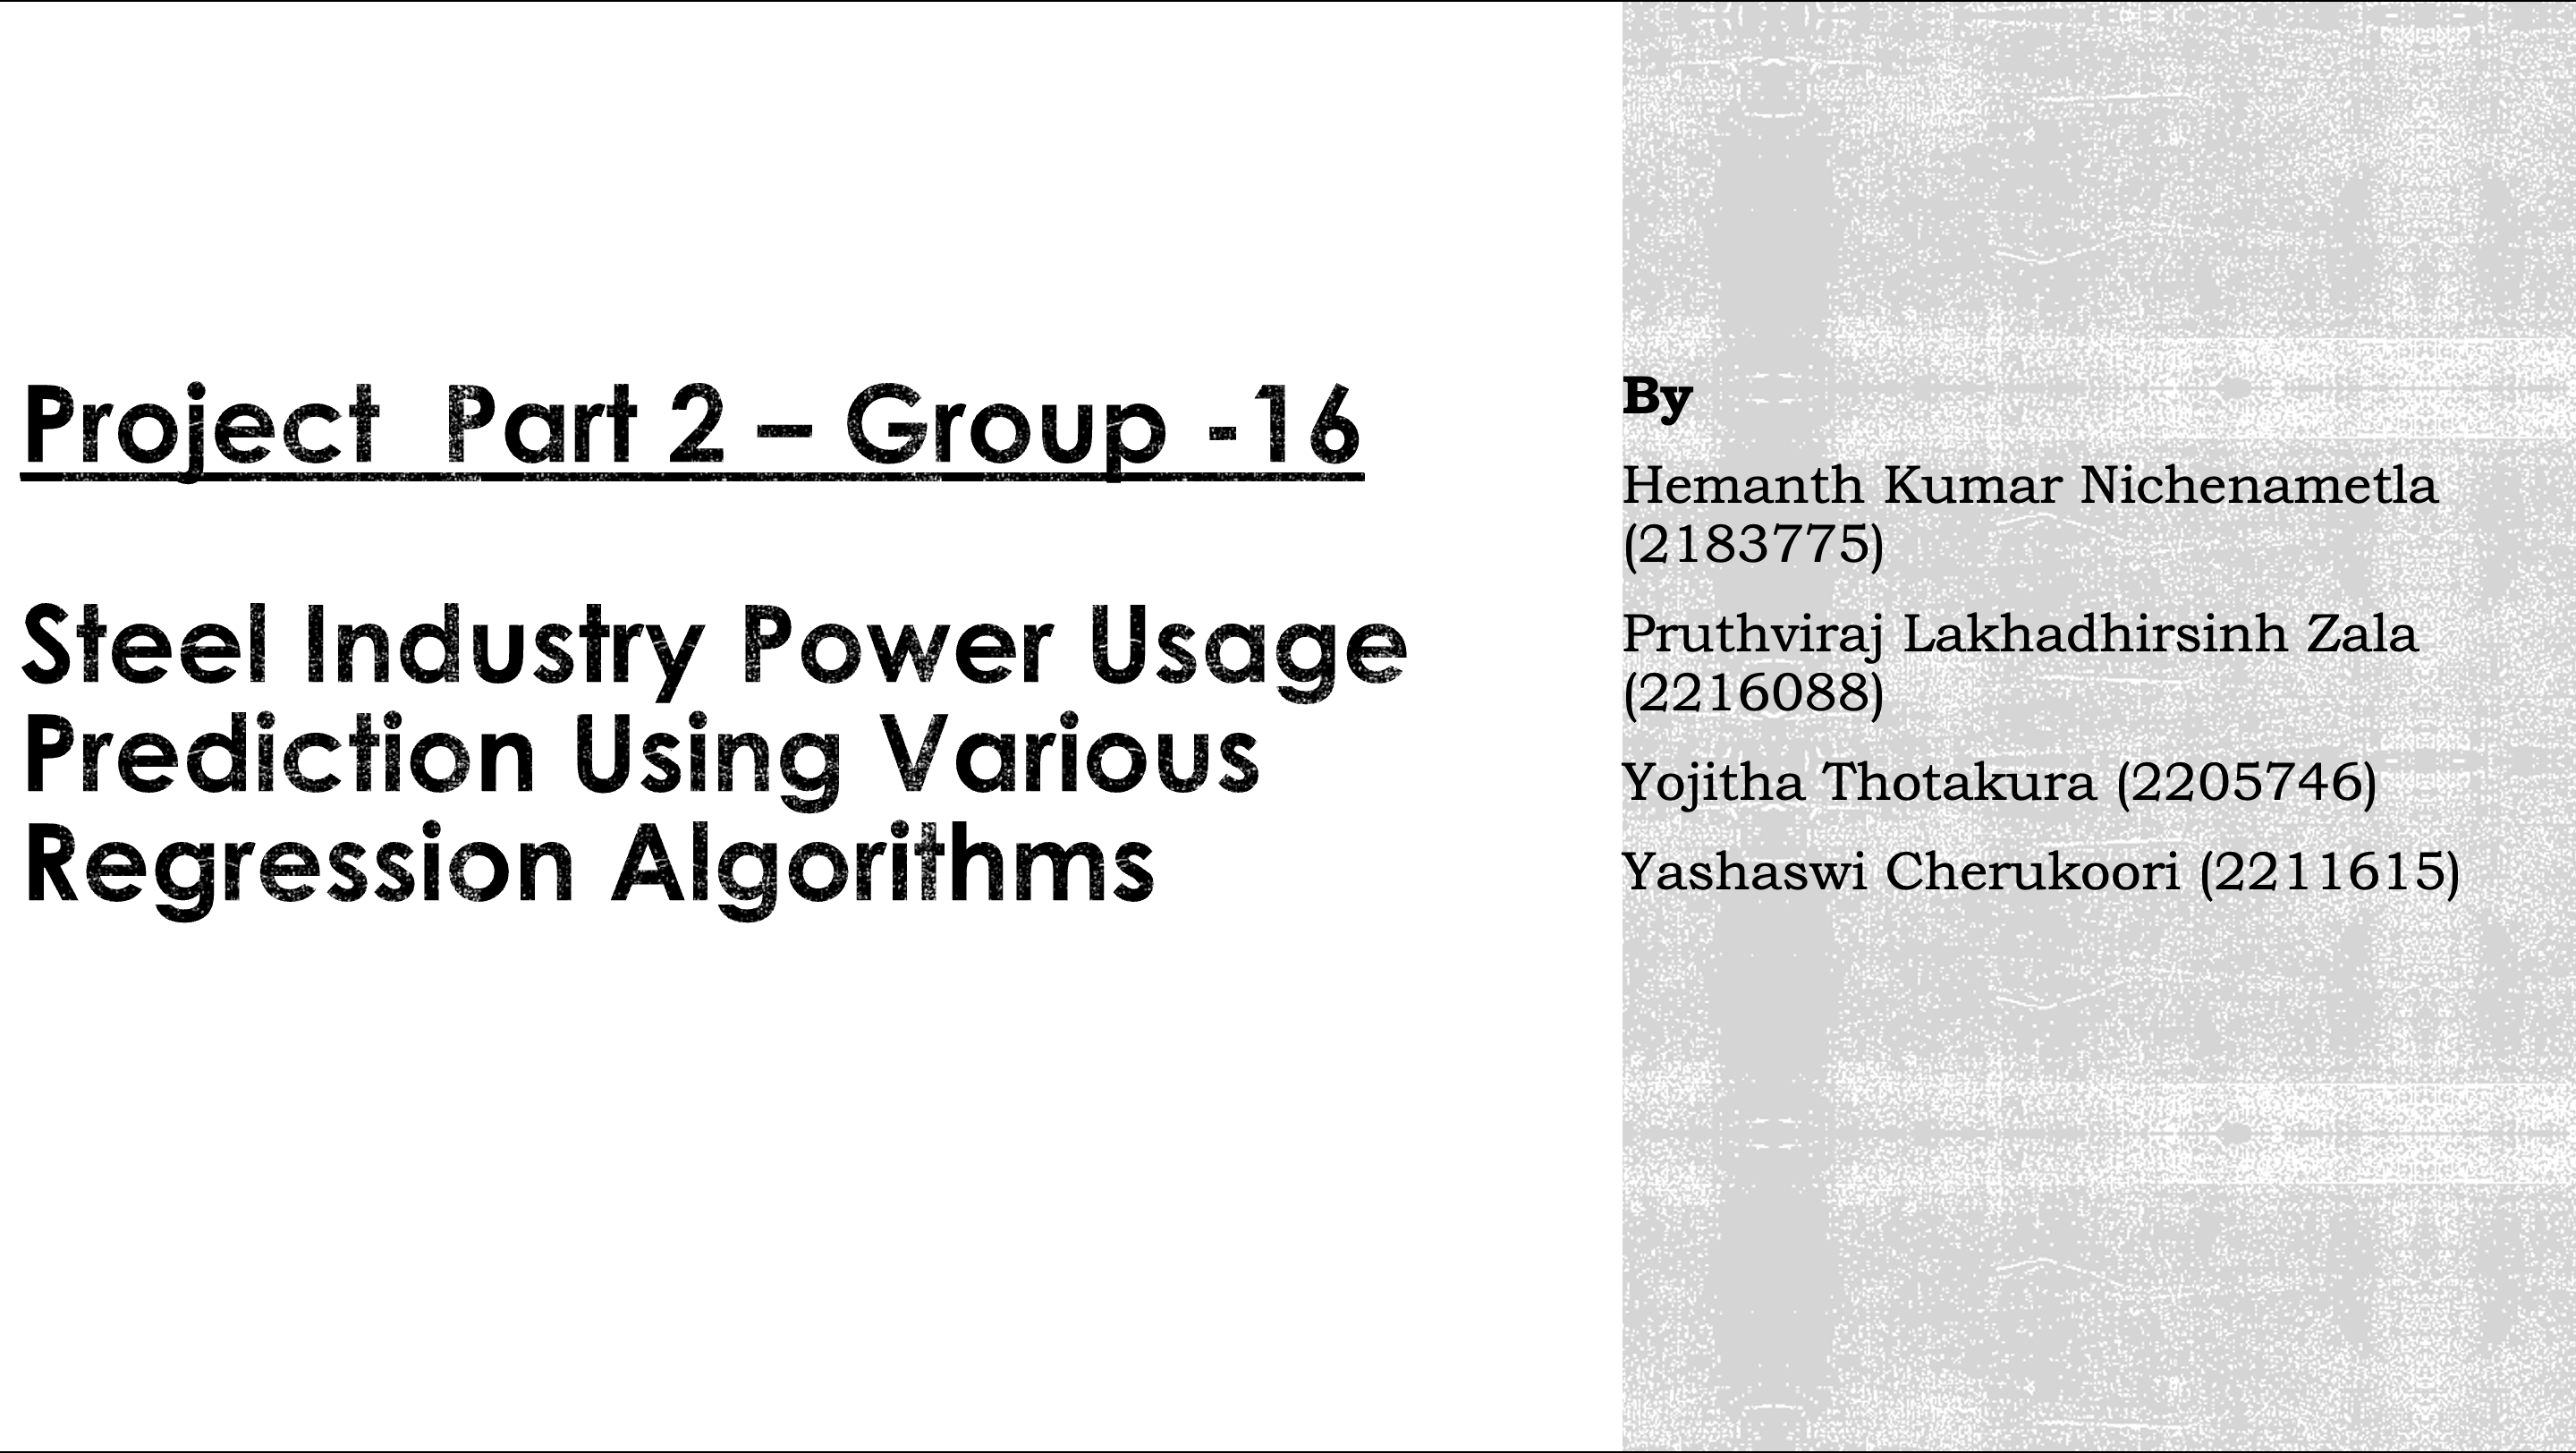 Project  Part 2 – Group -16
Steel Industry Power Usage
Prediction Using Various
Regression Algorithms
By
Hemanth Kumar Nichenametla
(2183775)
Pruthviraj Lakhadhirsinh Zala
(2216088)
Yojitha Thotakura (2205746)
Yashaswi Cherukoori (2211615)